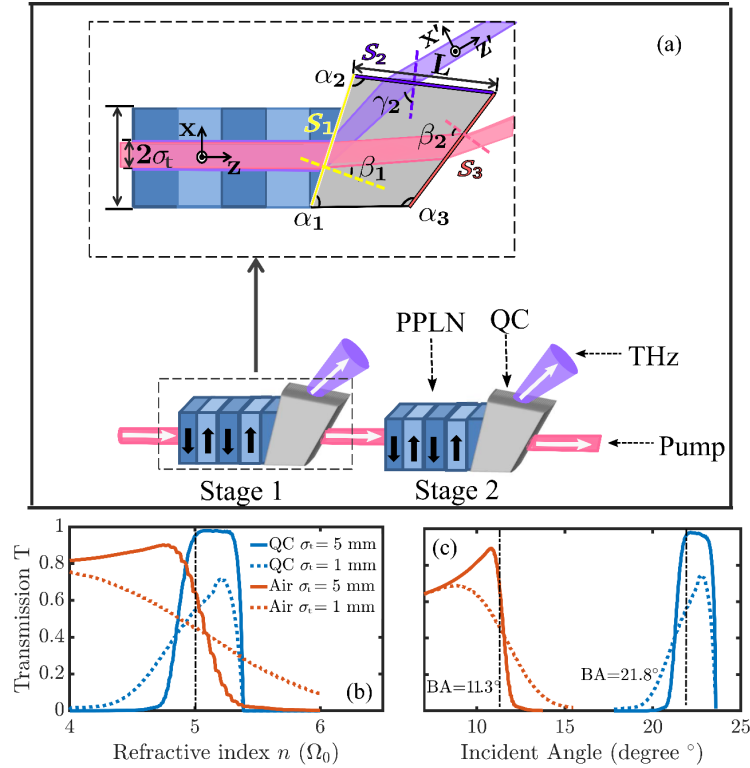 (a)
x'
z'
S₂
L
α₂
γ₂
S₁
β₂
x
2σₜ
z
β₁
S₃
α₁
α₃
PPLN
QC
THz
Pump
Stage 1
Stage 2
Transmission T
1
0.8
0.6
0.4
0.2
0
QC σₜ = 5 mm
QC σₜ = 1 mm
Air σₜ = 5 mm
Air σₜ = 1 mm
(b)
4
5
6
Refractive index n (Ω₀)
(c)
BA=11.3°
BA=21.8°
10
15
20
25
Incident Angle (degree °)